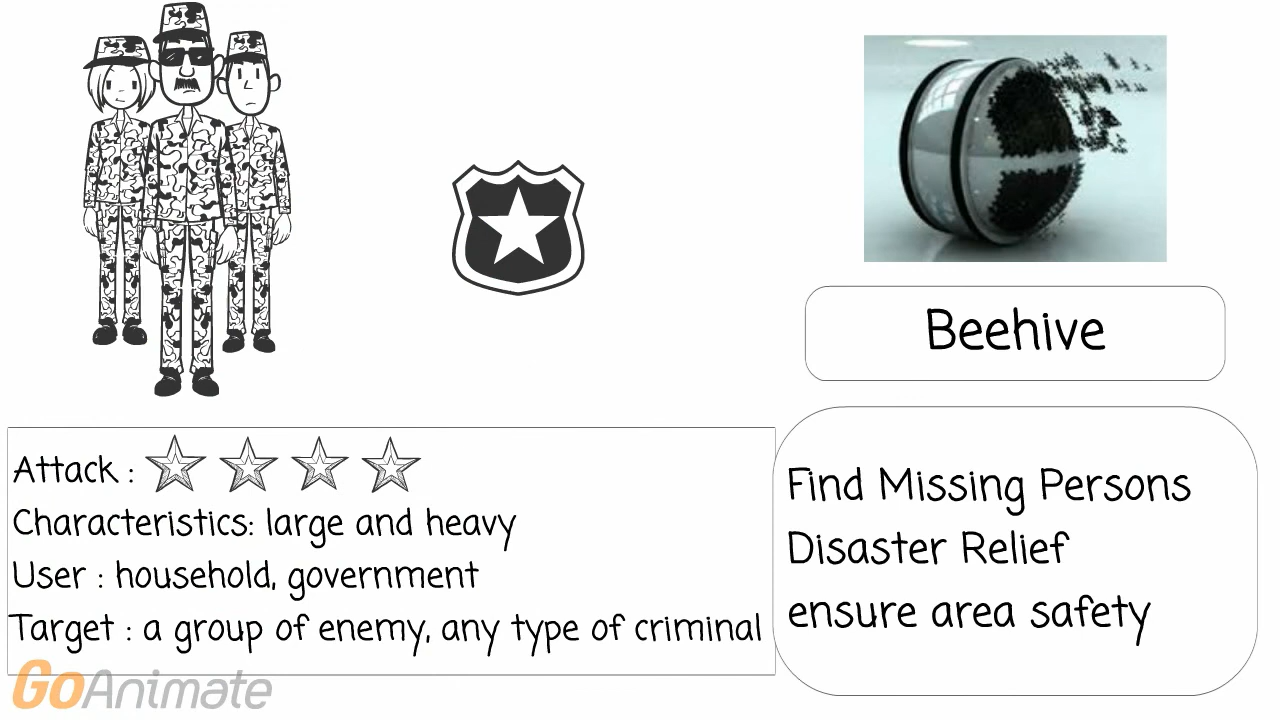 Beehive
Attack :
Characteristics: large and heavy
User : household, government
Target : a group of enemy, any type of criminal
Find Missing Persons
Disaster Relief
ensure area safety
GoAnimate